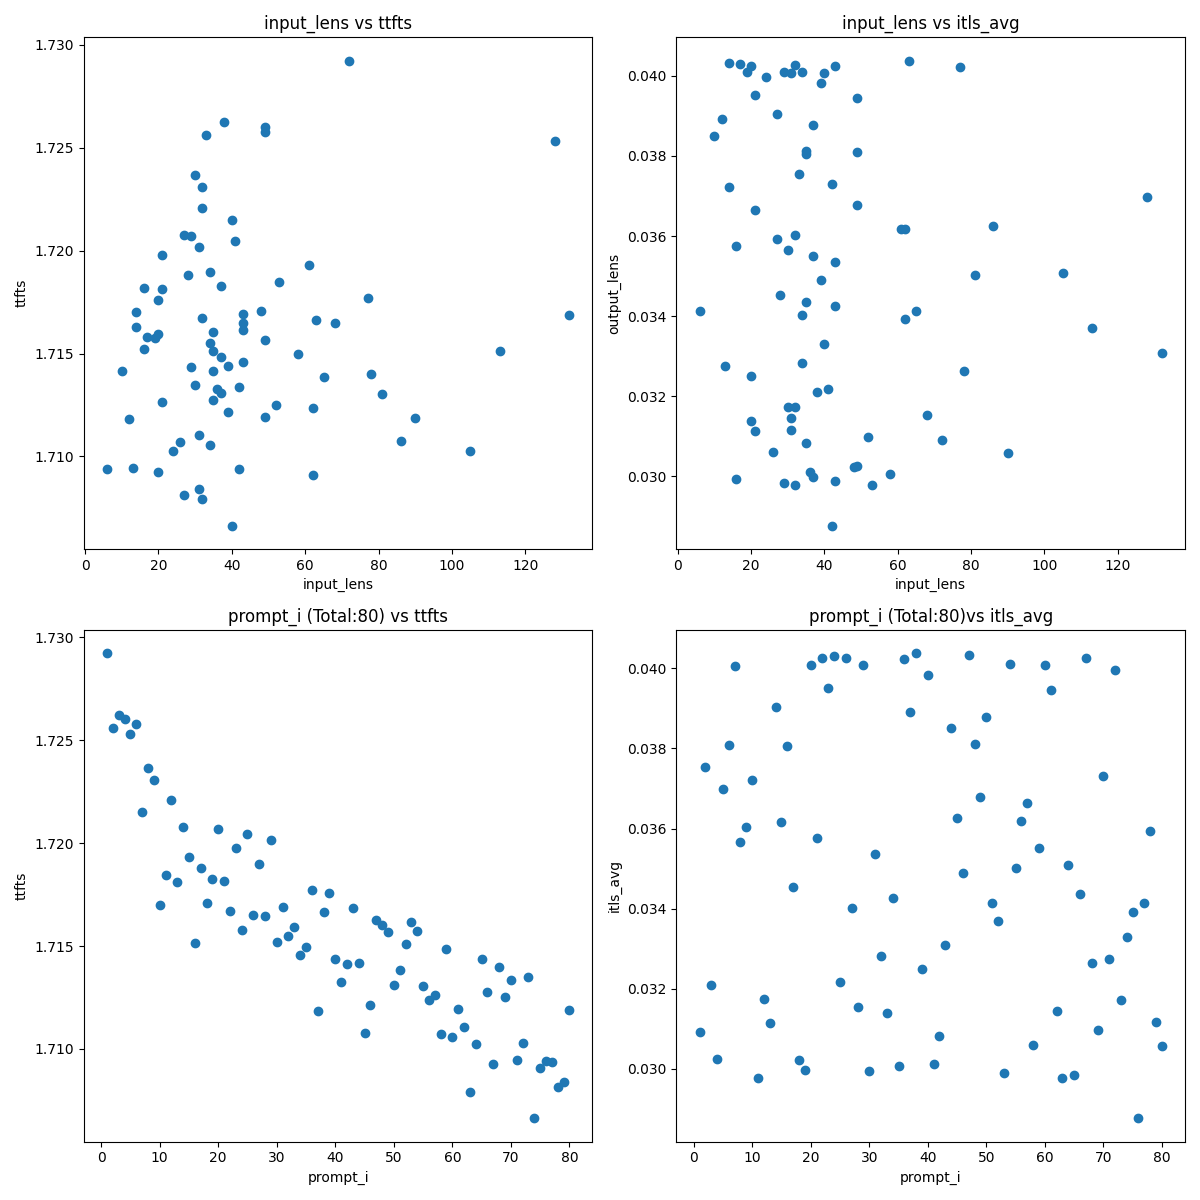 input_lens vs ttfts
1.730
1.725
1.720
1.715
1.710
ttfts
0 20 40 60 80 100 120
input_lens
input_lens vs itls_avg
0.040
0.038
0.036
0.034
0.032
0.030
output_lens
0 20 40 60 80 100 120
input_lens
prompt_i (Total:80) vs ttfts
1.730
1.725
1.720
1.715
1.710
ttfts
0 10 20 30 40 50 60 70 80
prompt_i
prompt_i (Total:80)vs itls_avg
0.040
0.038
0.036
0.034
0.032
0.030
itls_avg
0 10 20 30 40 50 60 70 80
prompt_i